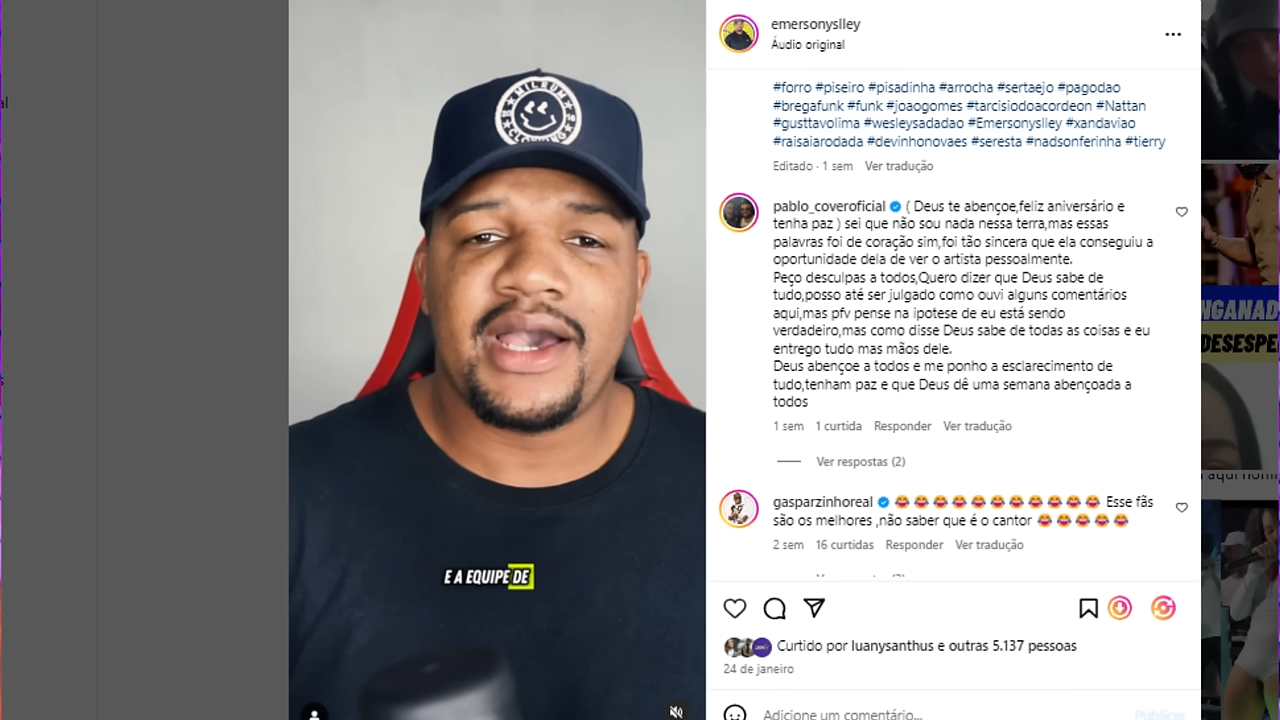 emersonyslley
Áudio original
#forro #piseiro #pisadinha #arrocha #sertaejo #pagodao
#bregafunk #funk #joaogomes #tarcisiodoacordeon #Nattan
#gusttavolima #wesleysadadao #Emersonyslley #xandaviao
#raisaiarodada #devinhonovaes #seresta #nadsonferinha #tierry
Editado · 1 sem Ver tradução
pablo_coveroficial ( Deus te abençoe,feliz aniversário e
tenha paz ) sei que não sou nada nessa terra,mas essas
palavras foi de coração sim,foi tão sincera que ela conseguiu a
oportunidade dela de ver o artista pessoalmente.
Peço desculpas a todos,Quero dizer que Deus sabe de
tudo,posso até ser julgado como ouvi alguns comentários
aqui,mas pfv pense na ipotese de eu está sendo
verdadeiro,mas como disse Deus sabe de todas as coisas e eu
entrego tudo mas mãos dele.
Deus abençoe a todos e me ponho a esclarecimento de
tudo,tenham paz e que Deus dê uma semana abençoada a
todos
1 sem 1 curtida Responder Ver tradução
Ver respostas (2)
gasparzinhoreal 😂😂😂😂😂😂😂😂😂😂😂 Esse fãs
são os melhores ,não saber que é o cantor 😂😂😂😂😂
2 sem 16 curtidas Responder Ver tradução
Curtido por luanysanthus e outras 5.137 pessoas
24 de janeiro
Adicione um comentário...
Publicar
MILBUM
CLOTHING
E A EQUIPE DE
NGANAD
DESESPE